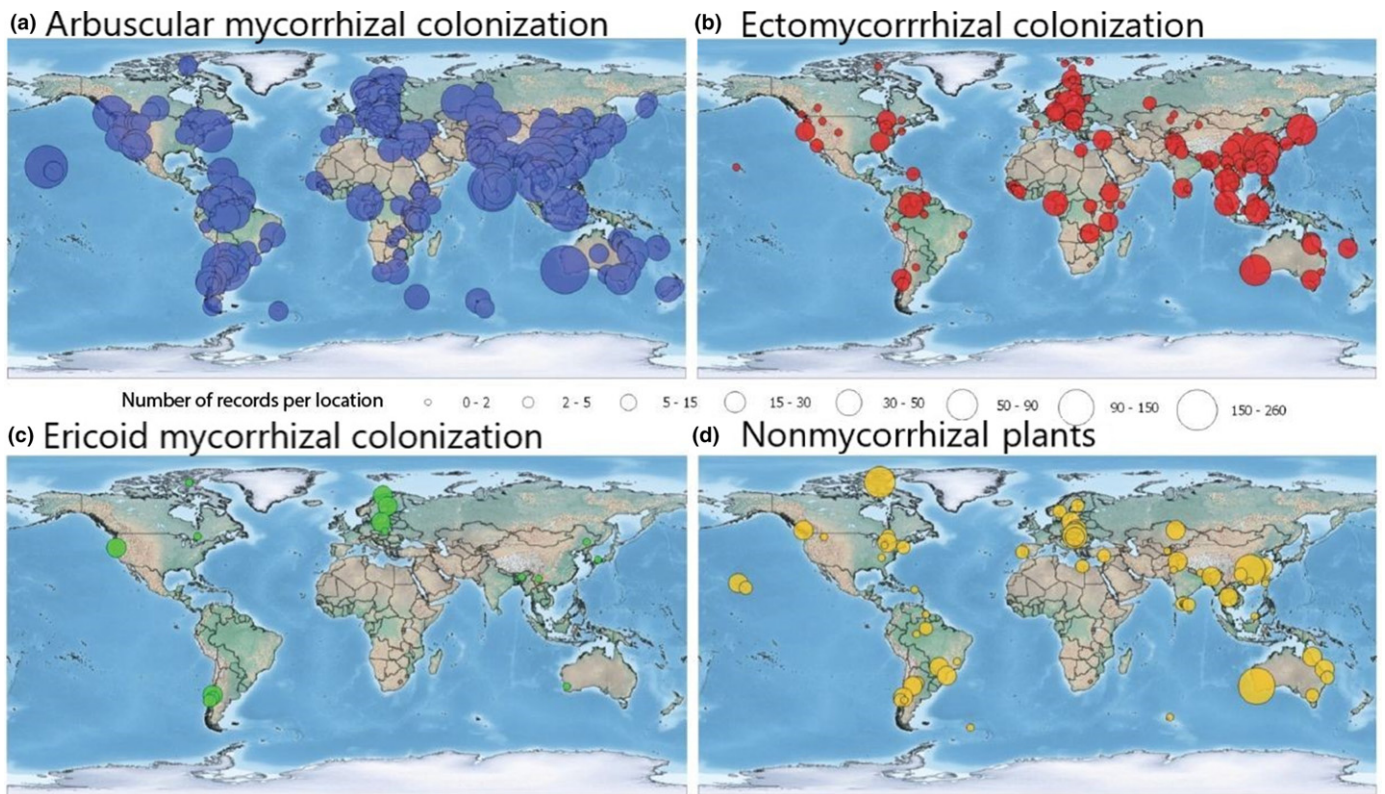 (a) Arbuscular mycorrhizal colonization
(b) Ectomycorrrhizal colonization
Number of records per location 0 - 2 2 - 5 5 - 15 15 - 30 30 - 50 50 - 90 90 - 150 150 - 260
(c) Ericoid mycorrhizal colonization
(d) Nonmycorrhizal plants